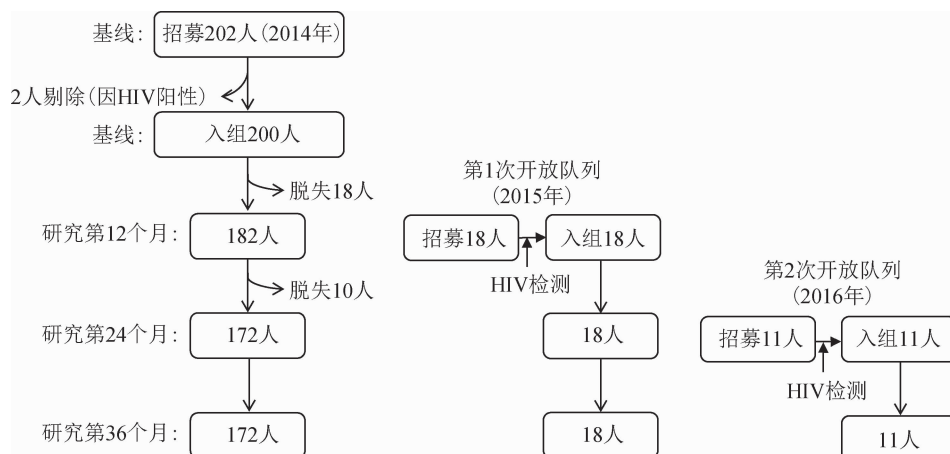 基线：
招募202人(2014年)
2人剔除(因HIV阳性)
基线：
入组200人
脱失18人
第1次开放队列
(2015年)
研究第12个月：
182人
招募18人
入组18人
HIV检测
脱失10人
第2次开放队列
(2016年)
研究第24个月：
172人
18人
招募11人
入组11人
HIV检测
研究第36个月：
172人
18人
11人